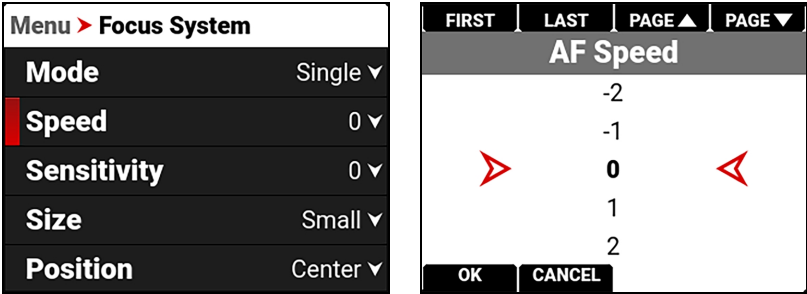 Menu Focus System
Mode Single
Speed 0
Sensitivity 0
Size Small
Position Center
FIRST LAST PAGE PAGE
AF Speed
-2
-1
0
1
2
OK CANCEL